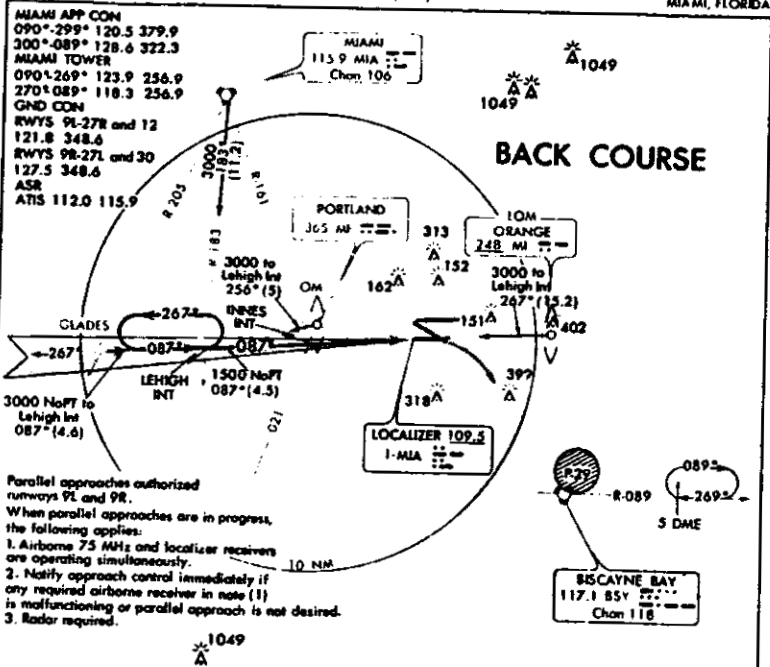 MIAMI, FLORIDA
MIAMI APP CON
090°-299° 120.5 379.9
300°-089° 128.6 322.3
MIAMI TOWER
090°-269° 123.9 256.9
270°-089° 118.3 256.9
GND CON
RWYS 9L-27R and 12
121.8 348.6
RWYS 9R-27L and 30
127.5 348.6
ASR
ATIS 112.0 115.9
MIAMI
115.9 MIA
Chan 106
1049
1049
BACK COURSE
3000
183°
(11.2)
R 205
R 161
R 183
PORTLAND
365 MF
3000 to
Lehigh Int
256° (5)
OM
INNES
INT
313
152
162
LOM
ORANGE
248 MI
3000 to
Lehigh Int
267° (15.2)
151
402
GLADES
267°
267°
087°
087°
LEHIGH
INT
1500 NoPT
087° (4.5)
3000 NoPT to
Lehigh Int
087° (4.6)
021
318
397
LOCALIZER 109.5
I-MIA
R-29
R-089
089°
269°
5 DME
BISCAYNE BAY
117.1 BSY
Chan 118
10 NM
Parallel approaches authorized
runways 9L and 9R.
When parallel approaches are in progress,
the following applies:
1. Airborne 75 MHz and localizer receivers
are operating simultaneously.
2. Notify approach control immediately if
any required airborne receiver in note (1)
is malfunctioning or parallel approach is not desired.
3. Radar required.
1049